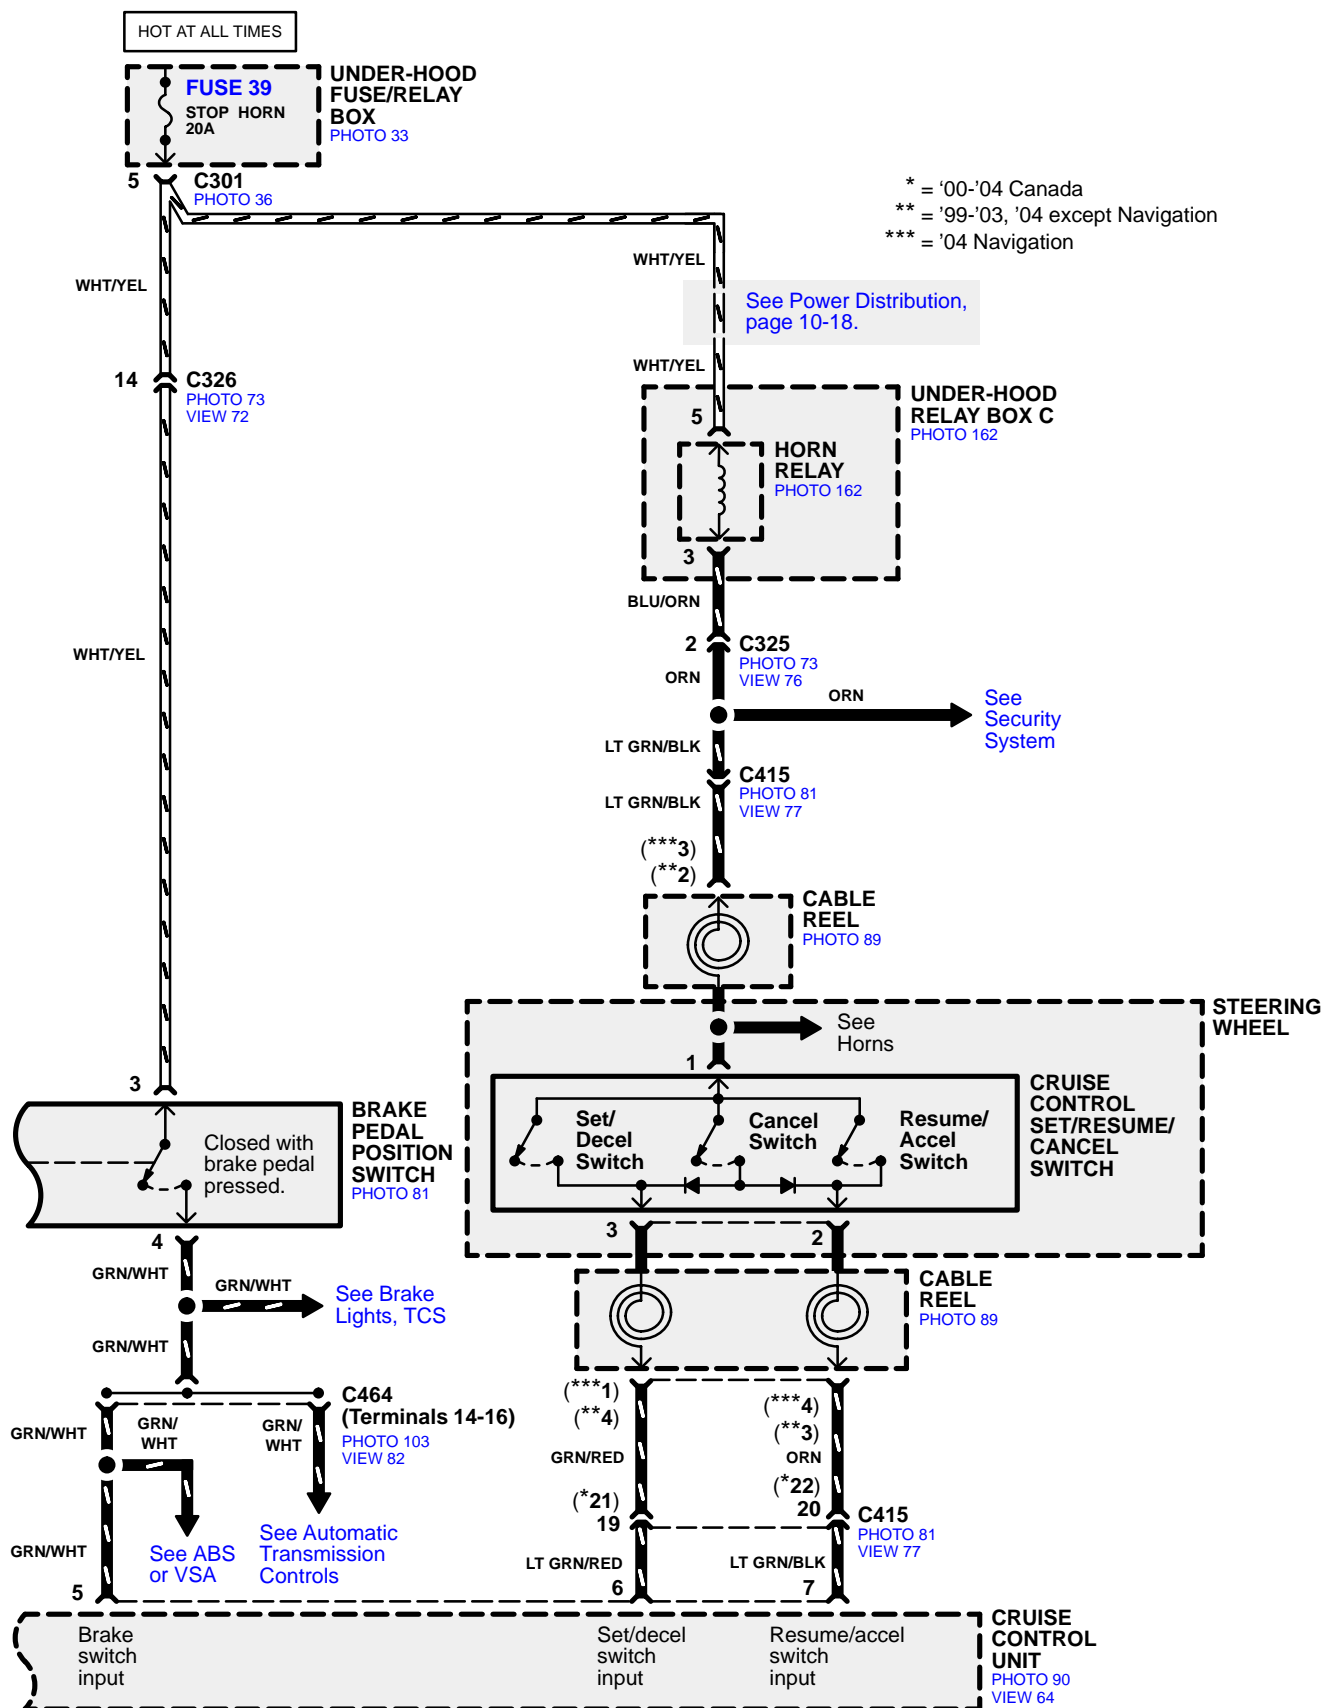 HOT AT ALL TIMES
FUSE 39
STOP HORN
20A
UNDER-HOOD
FUSE/RELAY
BOX
PHOTO 33
5
C301
PHOTO 36
* = '00-'04 Canada
** = '99-'03, '04 except Navigation
*** = '04 Navigation
WHT/YEL
WHT/YEL
See Power Distribution,
page 10-18.
WHT/YEL
14
C326
PHOTO 73
VIEW 72
5
UNDER-HOOD
RELAY BOX C
PHOTO 162
HORN
RELAY
PHOTO 162
3
BLU/ORN
2
C325
PHOTO 73
VIEW 76
WHT/YEL
ORN
ORN
See
Security
System
LT GRN/BLK
C415
PHOTO 81
VIEW 77
LT GRN/BLK
(***3)
(**2)
CABLE
REEL
PHOTO 89
STEERING
WHEEL
See
Horns
1
3
BRAKE
PEDAL
POSITION
SWITCH
PHOTO 81
Closed with
brake pedal
pressed.
Set/
Decel
Switch
Cancel
Switch
Resume/
Accel
Switch
CRUISE
CONTROL
SET/RESUME/
CANCEL
SWITCH
4
3
2
GRN/WHT
GRN/WHT
See Brake
Lights, TCS
GRN/WHT
CABLE
REEL
PHOTO 89
C464
(Terminals 14-16)
PHOTO 103
VIEW 82
GRN/WHT
GRN/
WHT
GRN/
WHT
(***1)
(**4)
GRN/RED
(*21)
19
(***4)
(**3)
ORN
(*22)
20
C415
PHOTO 81
VIEW 77
GRN/WHT
See ABS
or VSA
See Automatic
Transmission
Controls
LT GRN/RED
LT GRN/BLK
5
6
7
Brake
switch
input
Set/decel
switch
input
Resume/accel
switch
input
CRUISE
CONTROL
UNIT
PHOTO 90
VIEW 64